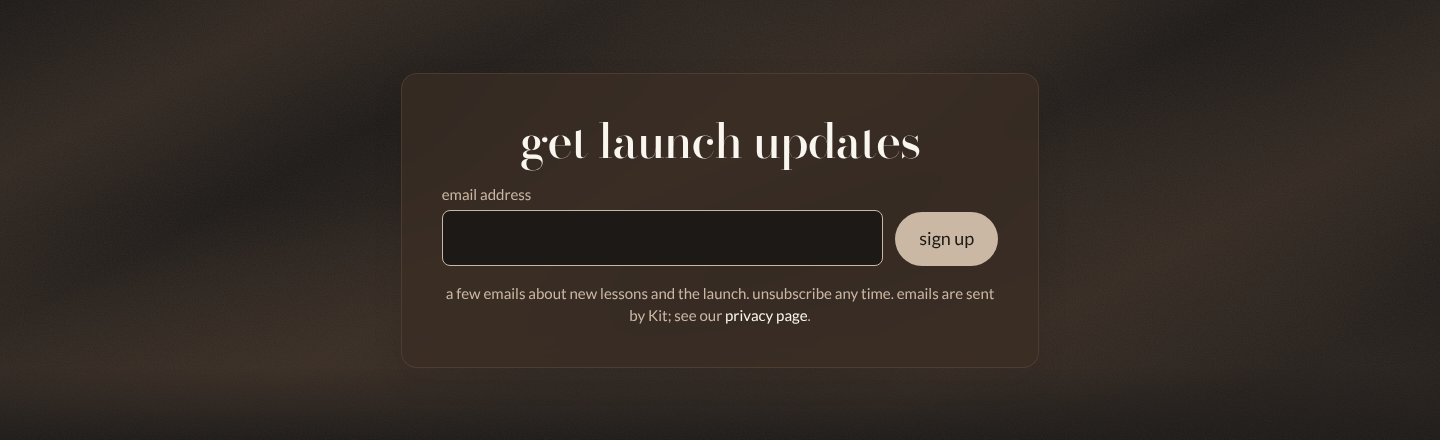 get launch updates
email address
sign up
a few emails about new lessons and the launch. unsubscribe any time. emails are sent
by Kit; see our privacy page.